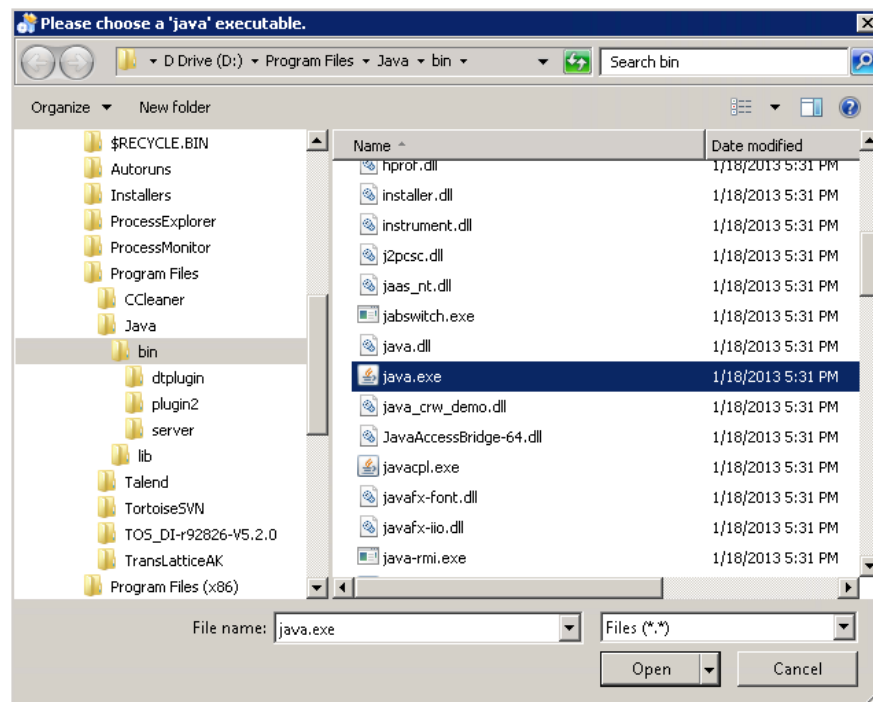 Please choose a 'java' executable.
D Drive (D:) Program Files Java bin
Search bin
Organize New folder
$RECYCLE.BIN
Autoruns
Installers
ProcessExplorer
ProcessMonitor
Program Files
CCleaner
Java
bin
dtplugin
plugin2
server
lib
Talend
TortoiseSVN
TOS_DI-r92826-V5.2.0
TransLatticeAK
Program Files (x86)
Name Date modified
hprof.dll 1/18/2013 5:31 PM
installer.dll 1/18/2013 5:31 PM
instrument.dll 1/18/2013 5:31 PM
j2pcsc.dll 1/18/2013 5:31 PM
jaas_nt.dll 1/18/2013 5:31 PM
jabswitch.exe 1/18/2013 5:31 PM
java.dll 1/18/2013 5:31 PM
java.exe 1/18/2013 5:31 PM
java_crw_demo.dll 1/18/2013 5:31 PM
JavaAccessBridge-64.dll 1/18/2013 5:31 PM
javacpl.exe 1/18/2013 5:31 PM
javafx-font.dll 1/18/2013 5:31 PM
javafx-iio.dll 1/18/2013 5:31 PM
java-rmi.exe 1/18/2013 5:31 PM
File name: java.exe Files (*.*)
Open Cancel